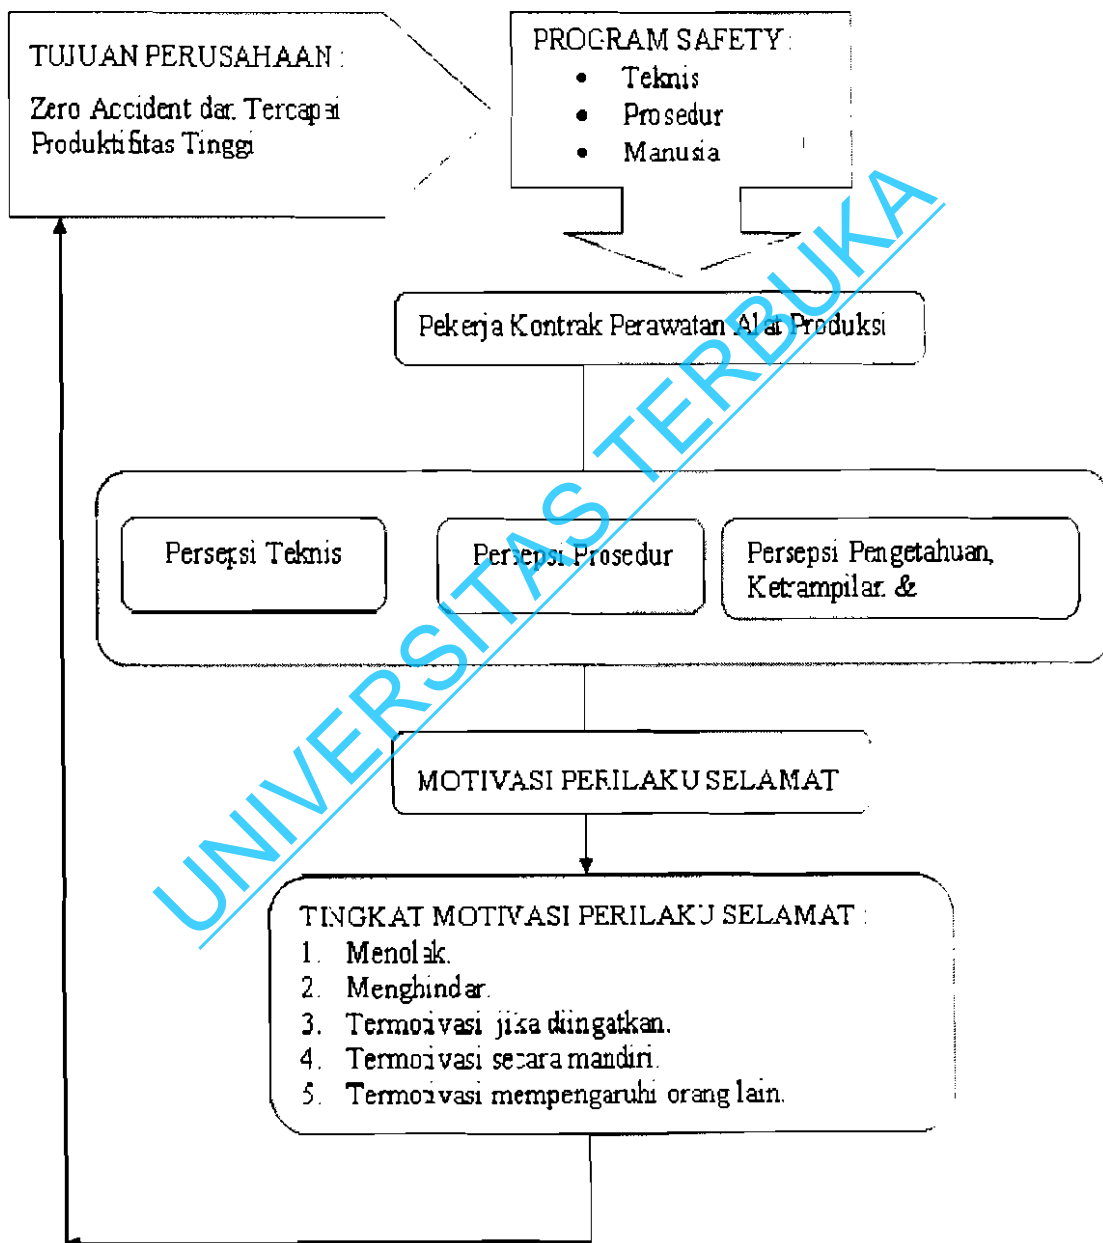 TUJUAN PERUSAHAAN :
Zero Accident dan Tercapai
Produktifitas Tinggi
PROGRAM SAFETY :
• Teknis
• Prosedur
• Manusia
Pekerja Kontrak Perawatan Alat Produksi
Persepsi Teknis
Persepsi Prosedur
Persepsi Pengetahuan,
Ketrampilan &
MOTIVASI PERILAKU SELAMAT
TINGKAT MOTIVASI PERILAKU SELAMAT :
1. Menolak.
2. Menghindar.
3. Termotivasi jika diingatkan.
4. Termotivasi secara mandiri.
5. Termotivasi mempengaruhi orang lain.
UNIVERSITAS TERBUKA